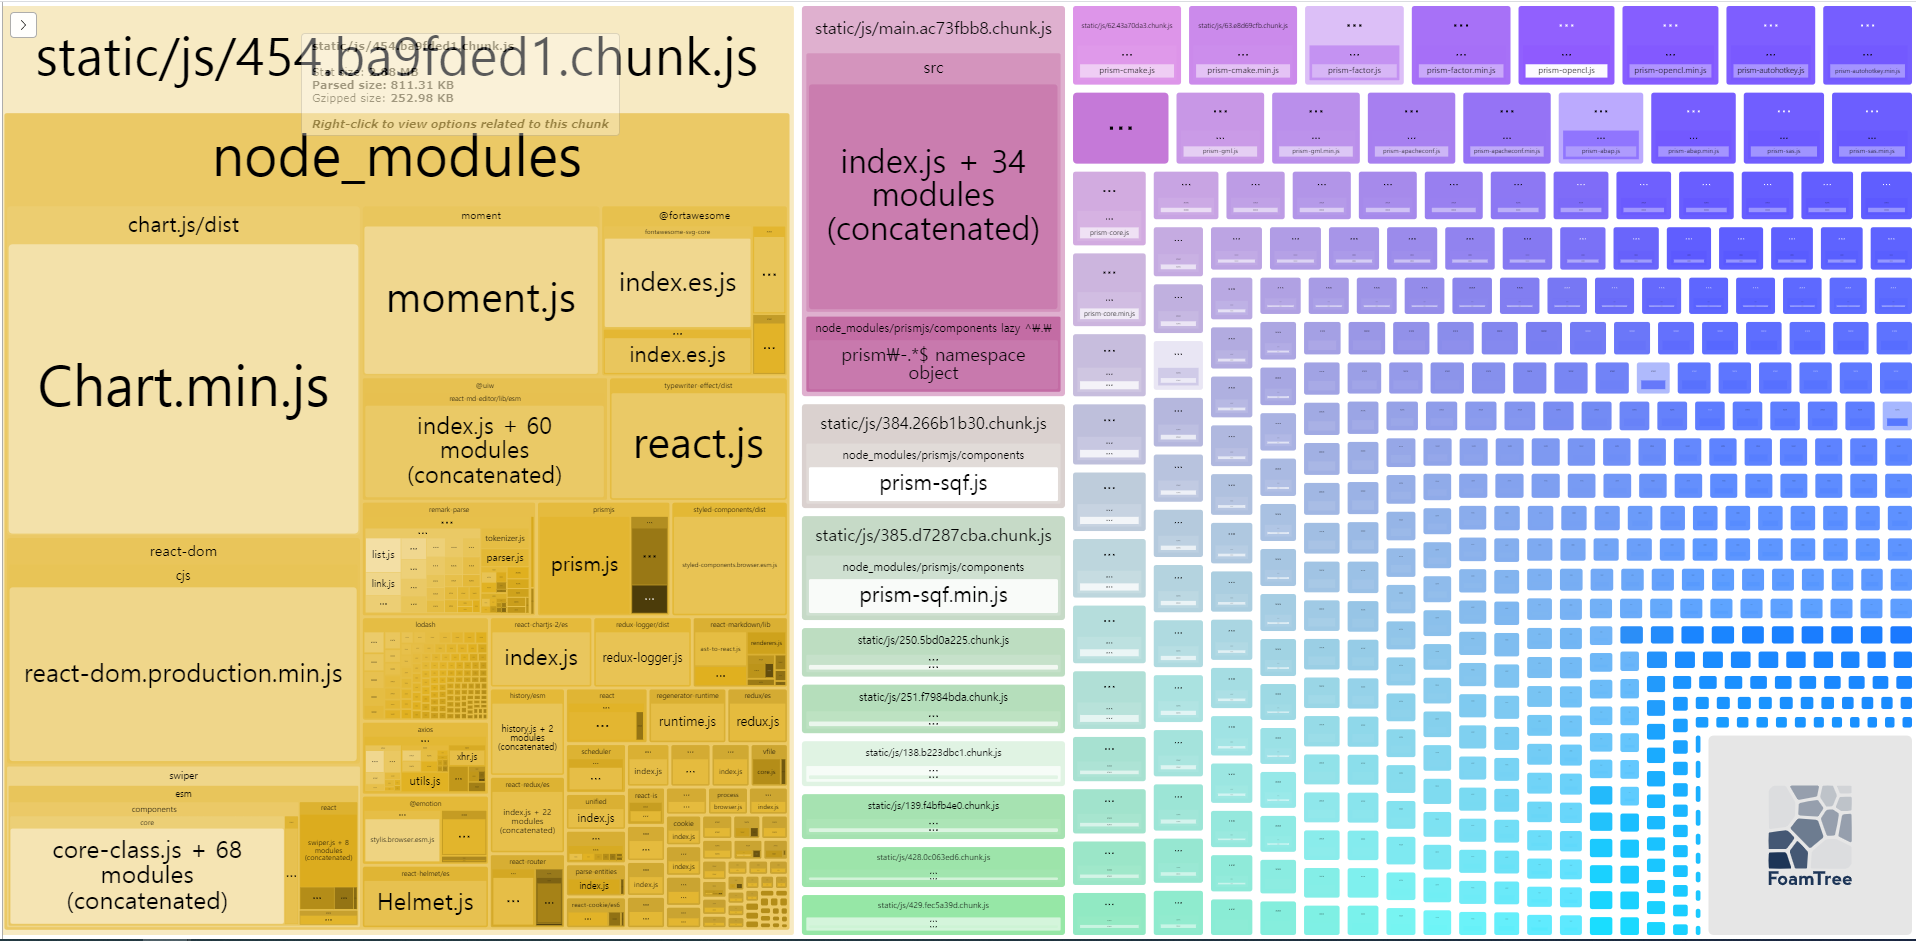 static/js/454.ba9fded1.chunk.js
static/js/454.ba9fded1.chunk.js
Stat size: 2.88 MB
Parsed size: 811.31 KB
Gzipped size: 252.98 KB
Right-click to view options related to this chunk
node_modules
chart.js/dist
Chart.min.js
react-dom
cjs
react-dom.production.min.js
swiper
esm
components
core
core-class.js + 68
modules
(concatenated)
...
react
swiper.js + 8
modules
(concatenated)
moment
moment.js
@fortawesome
fontawesome-svg-core
index.es.js
...
index.es.js
@uiw
react-md-editor/lib/esm
index.js + 60
modules
(concatenated)
typewriter-effect/dist
react.js
remark-parse
...
list.js
link.js
tokenizer.js
parser.js
prismjs
prism.js
styled-components/dist
styled-components.browser.esm.js
lodash
react-chartjs-2/es
index.js
redux-logger/dist
redux-logger.js
react-markdown/lib
ast-to-react.js
renderers.js
history/esm
history.js + 2
modules
(concatenated)
react
regenerator-runtime
runtime.js
redux/es
redux.js
axios
xhr.js
utils.js
scheduler
index.js
index.js
vfile
core.js
@emotion
stylis.browser.esm.js
react-redux/es
index.js + 22
modules
(concatenated)
unified
index.js
react-is
process
browser.js
index.js
cookie
index.js
index.js
react-helmet/es
Helmet.js
react-router
parse-entities
index.js
index.js
react-cookie/es6
static/js/main.ac73fbb8.chunk.js
src
index.js + 34
modules
(concatenated)
node_modules/prismjs/components lazy ^₩.₩
prism₩-.*$ namespace
object
static/js/384.266b1b30.chunk.js
node_modules/prismjs/components
prism-sqf.js
static/js/385.d7287cba.chunk.js
node_modules/prismjs/components
prism-sqf.min.js
static/js/250.5bd0a225.chunk.js
static/js/251.f7984bda.chunk.js
static/js/138.b223dbc1.chunk.js
static/js/139.f4bfb4e0.chunk.js
static/js/428.0c063ed6.chunk.js
static/js/429.fec5a39d.chunk.js
static/js/62.43a70da3.chunk.js
prism-cmake.js
static/js/63.e8d69cfb.chunk.js
prism-cmake.min.js
prism-factor.js
prism-factor.min.js
prism-opencl.js
prism-opencl.min.js
prism-autohotkey.js
prism-autohotkey.min.js
prism-gml.js
prism-gml.min.js
prism-apacheconf.js
prism-apacheconf.min.js
prism-abap.js
prism-abap.min.js
prism-sas.js
prism-sas.min.js
prism-core.js
prism-core.min.js
FoamTree